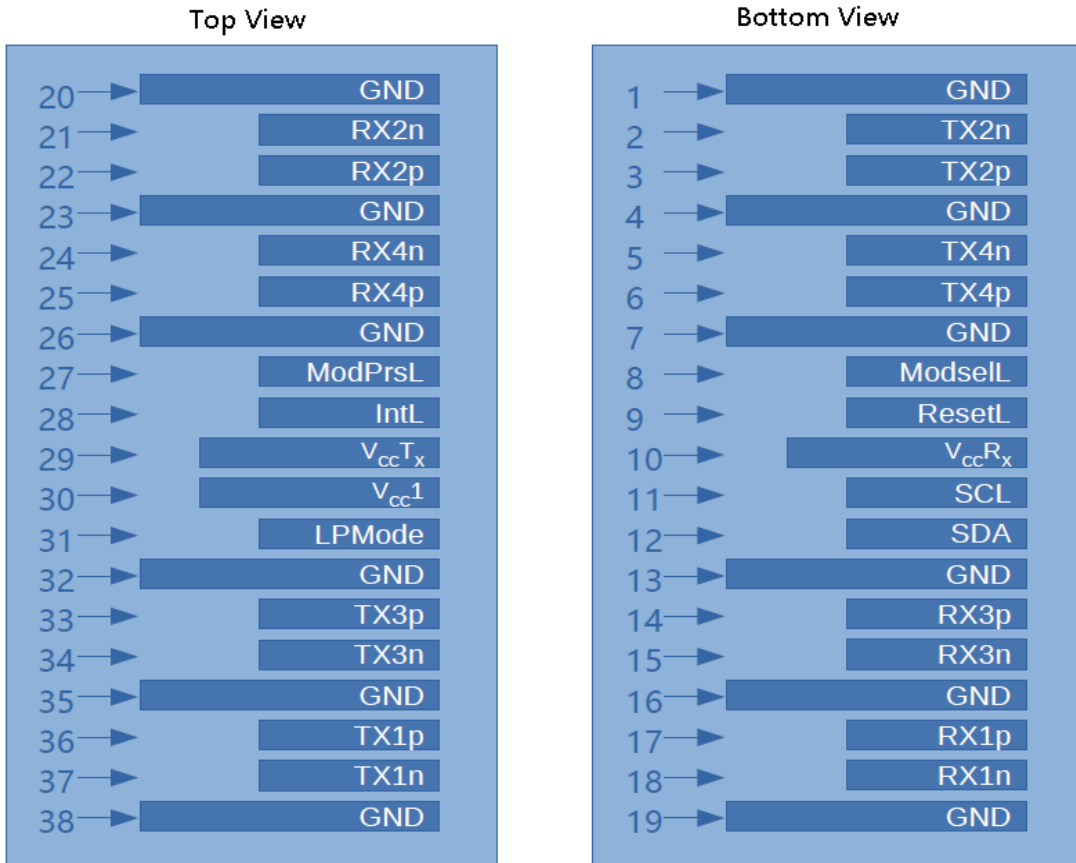 Top View
20 GND
21 RX2n
22 RX2p
23 GND
24 RX4n
25 RX4p
26 GND
27 ModPrsL
28 IntL
29 VccTx
30 Vcc1
31 LPMode
32 GND
33 TX3p
34 TX3n
35 GND
36 TX1p
37 TX1n
38 GND
Bottom View
1 GND
2 TX2n
3 TX2p
4 GND
5 TX4n
6 TX4p
7 GND
8 ModselL
9 ResetL
10 VccRx
11 SCL
12 SDA
13 GND
14 RX3p
15 RX3n
16 GND
17 RX1p
18 RX1n
19 GND